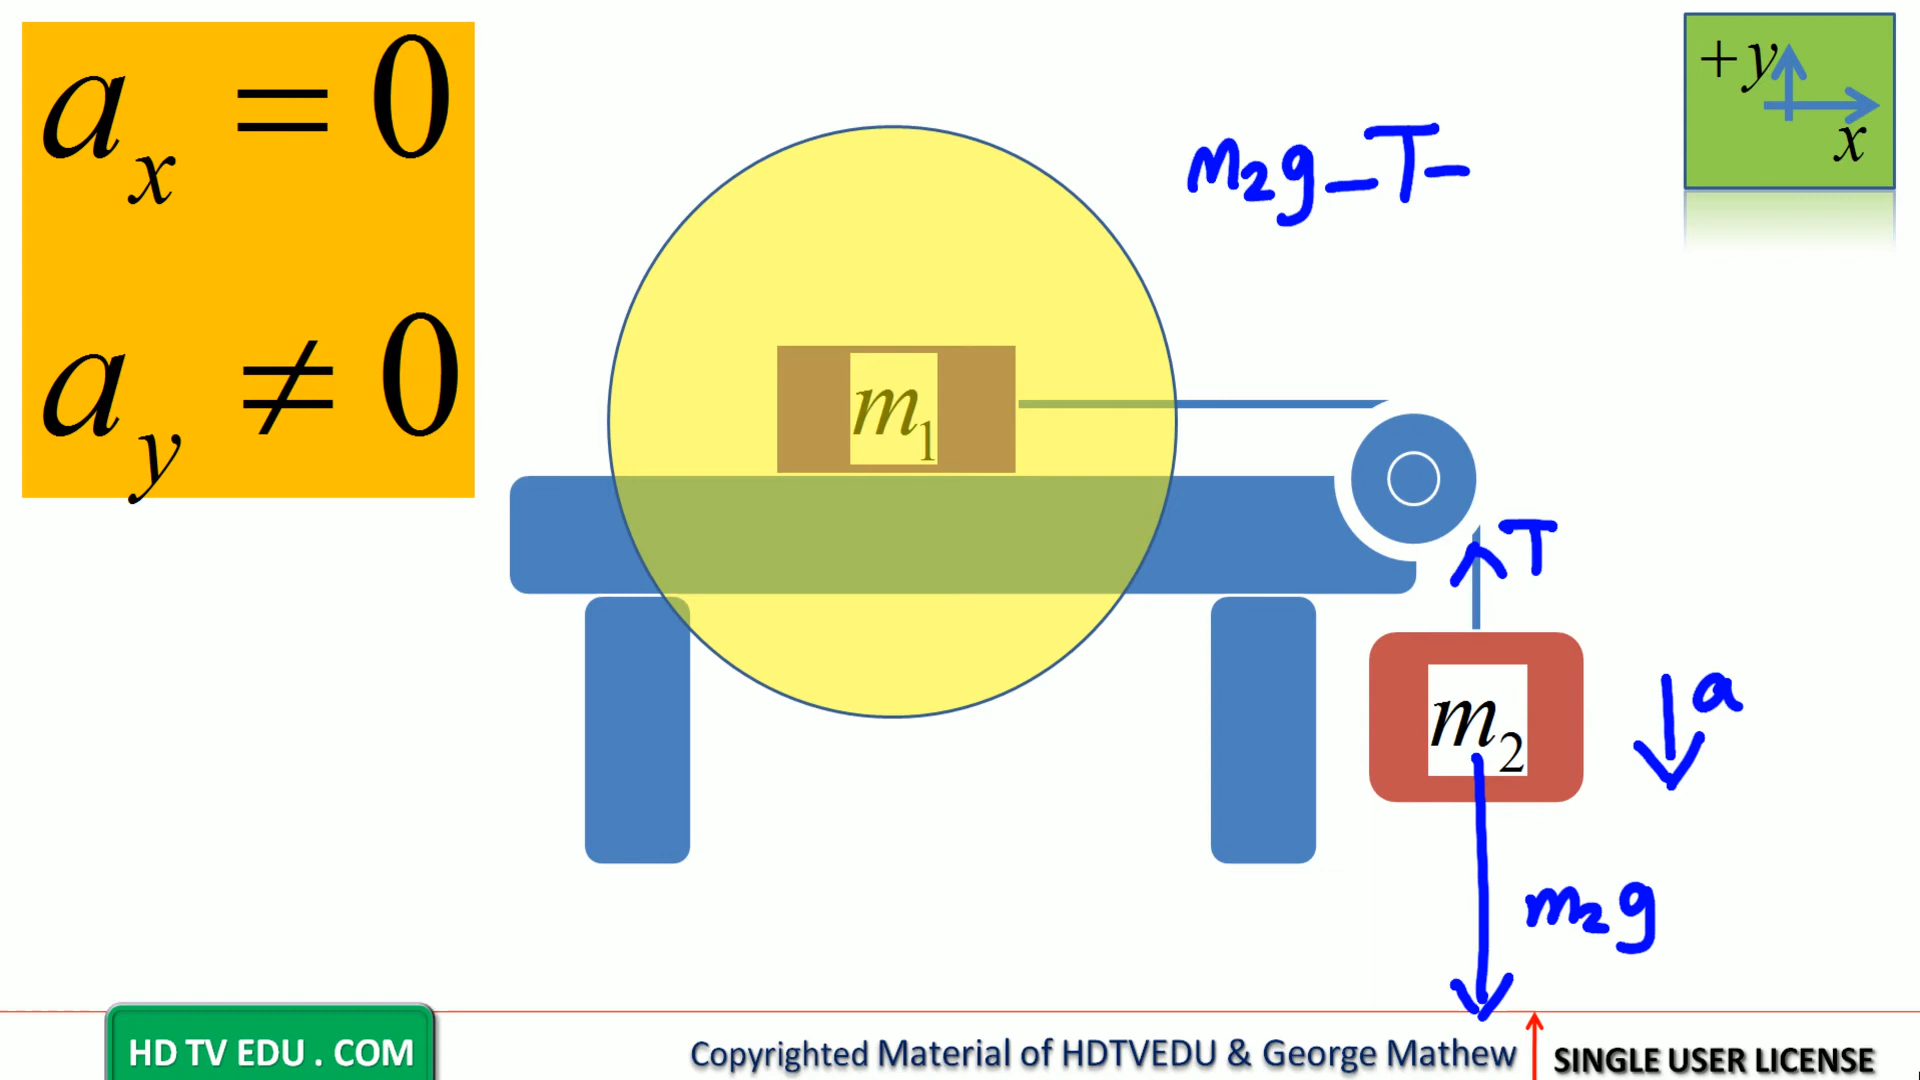 aₓ = 0
a_y ≠ 0
m₂g - T -
+y
x
m₁
T
m₂
a
m₂g
HD TV EDU . COM
Copyrighted Material of HDTVEDU & George Mathew
SINGLE USER LICENSE